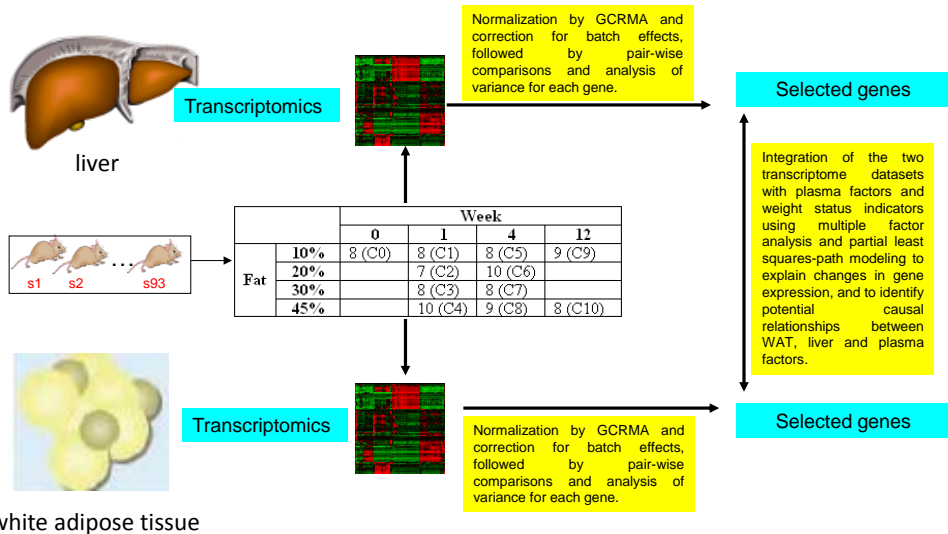 Normalization by GCRMA and
correction for batch effects,
followed by pair-wise
comparisons and analysis of
variance for each gene.
Transcriptomics
Selected genes
liver
Integration of the two
transcriptome datasets
with plasma factors and
weight status indicators
using multiple factor
analysis and partial least
squares-path modeling to
explain changes in gene
expression, and to identify
potential causal
relationships between
WAT, liver and plasma
factors.
s1 s2 ... s93
Week
0 1 4 12
Fat
10% 8 (C0) 8 (C1) 8 (C5) 9 (C9)
20% 7 (C2) 10 (C6)
30% 8 (C3) 8 (C7)
45% 10 (C4) 9 (C8) 8 (C10)
Transcriptomics
Normalization by GCRMA and
correction for batch effects,
followed by pair-wise
comparisons and analysis of
variance for each gene.
Selected genes
white adipose tissue